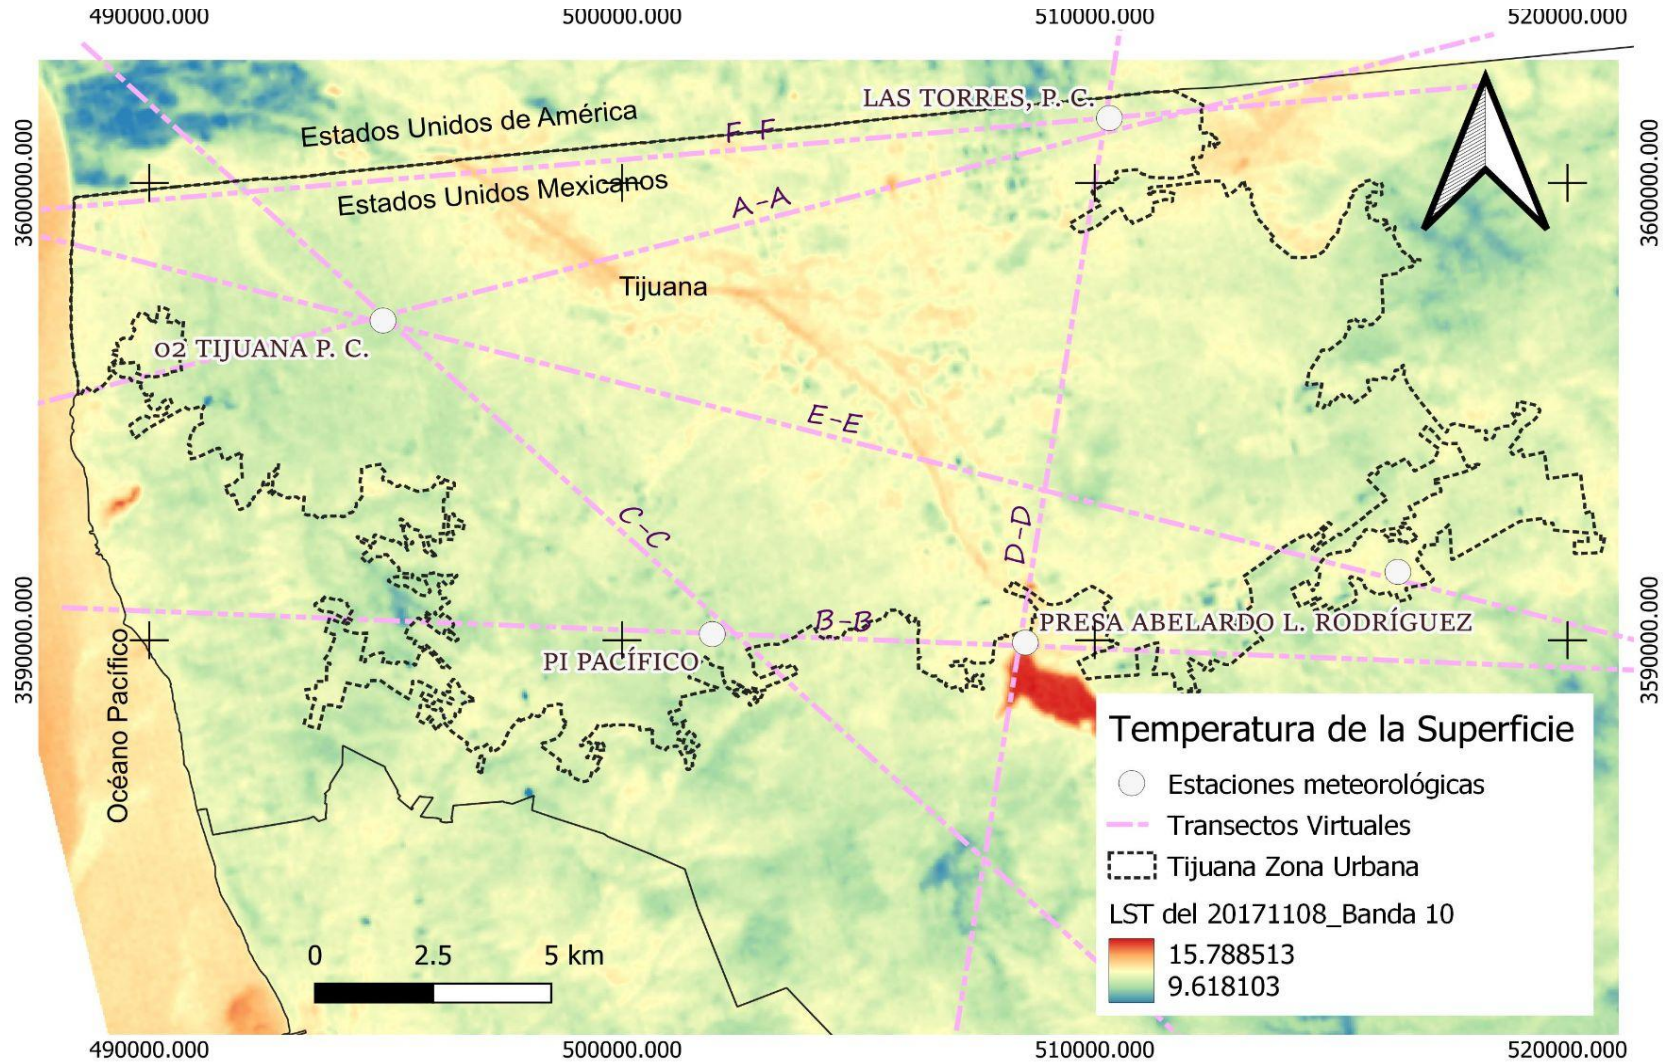 490000.000
500000.000
510000.000
520000.000
3600000.000
3600000.000
Estados Unidos de América
LAS TORRES, P. C.
F-F
Estados Unidos Mexicanos
A-A
Tijuana
02 TIJUANA P. C.
E-E
C-C
D-D
3590000.000
3590000.000
B-B
PRESA ABELARDO L. RODRÍGUEZ
PI PACÍFICO
Océano Pacífico
Temperatura de la Superficie
Estaciones meteorológicas
Transectos Virtuales
Tijuana Zona Urbana
LST del 20171108_Banda 10
15.788513
9.618103
0 2.5 5 km
490000.000
500000.000
510000.000
520000.000